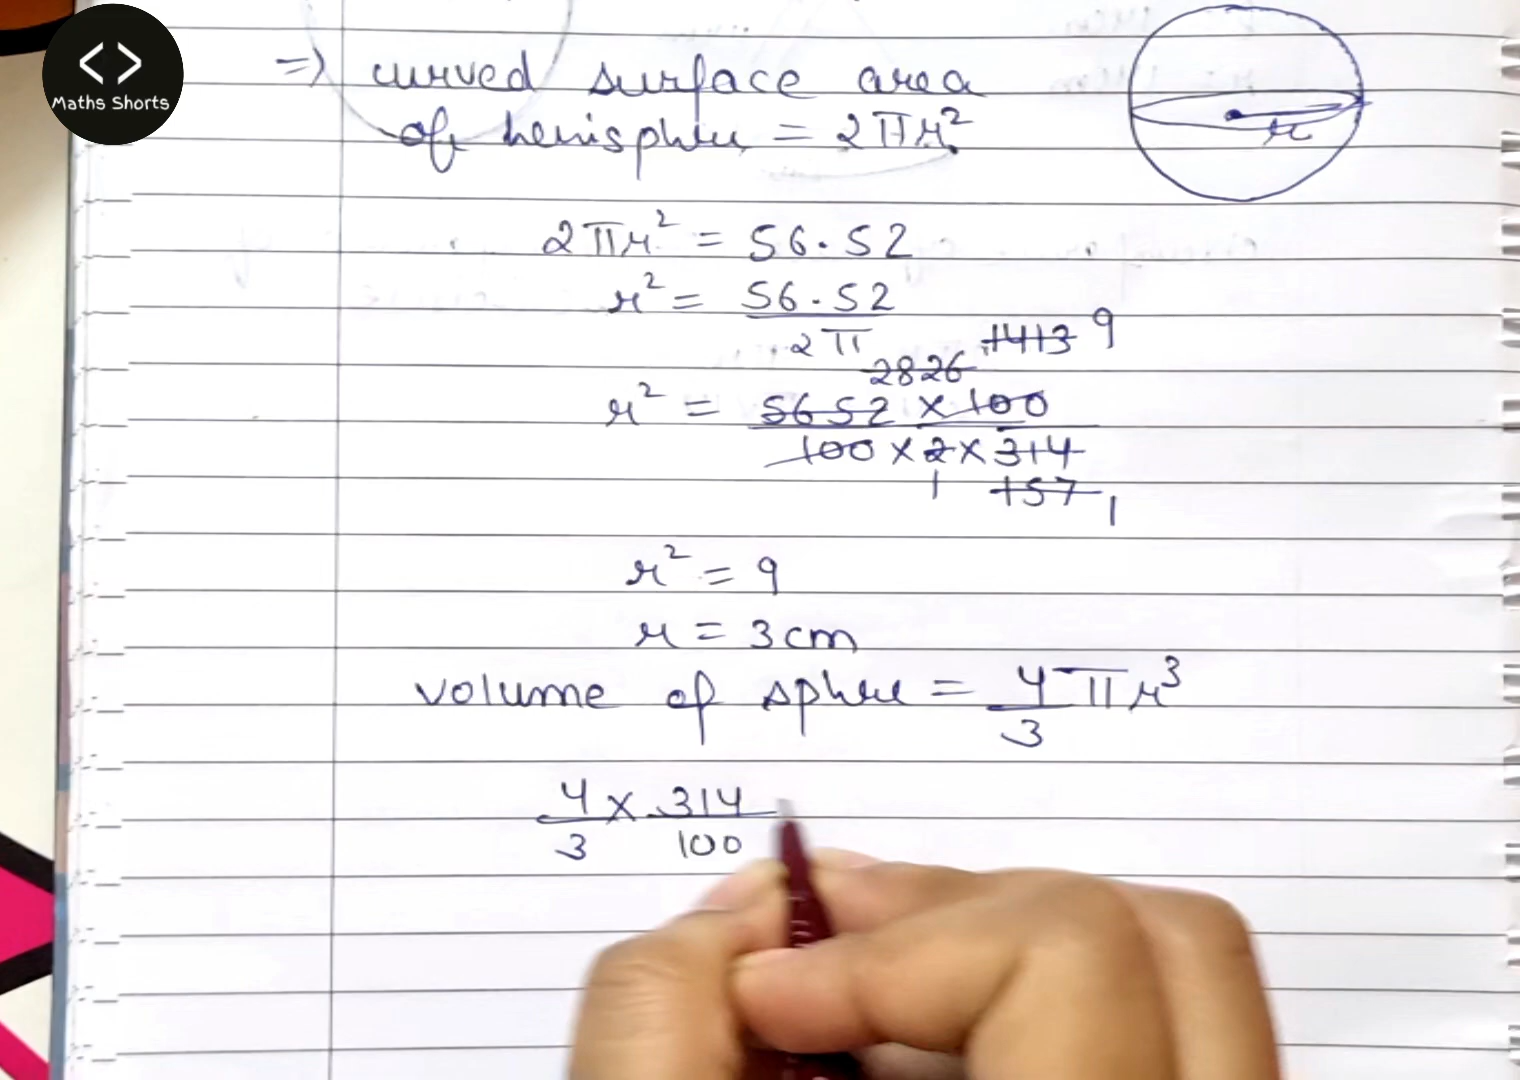 <>
Maths Shorts
=> curved surface area
of hemisphere = 2πr²
r
2πr² = 56.52
r² = 56.52
2π
1413 9
2826
r² = 5652 × 100
100 × 2 × 314
1 157 1
r² = 9
r = 3cm
volume of sphere = 4 πr³
3
4 × 314
3 100